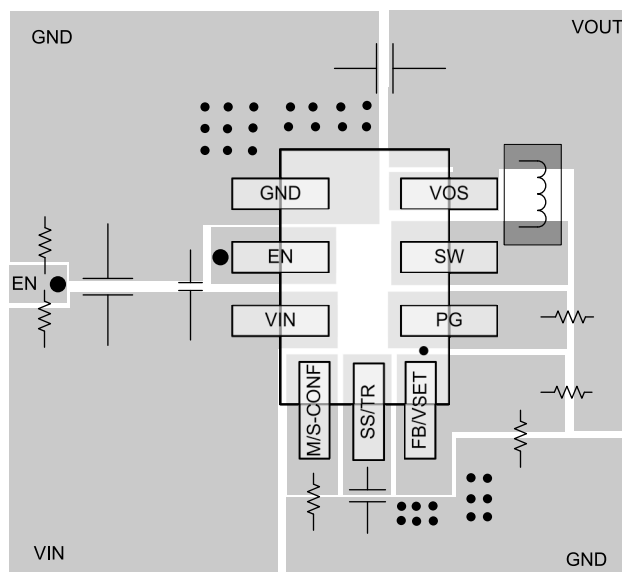 GND
VOUT
GND
VOS
EN
SW
EN
VIN
PG
M/S-CONF
SS/TR
FB/VSET
VIN
GND